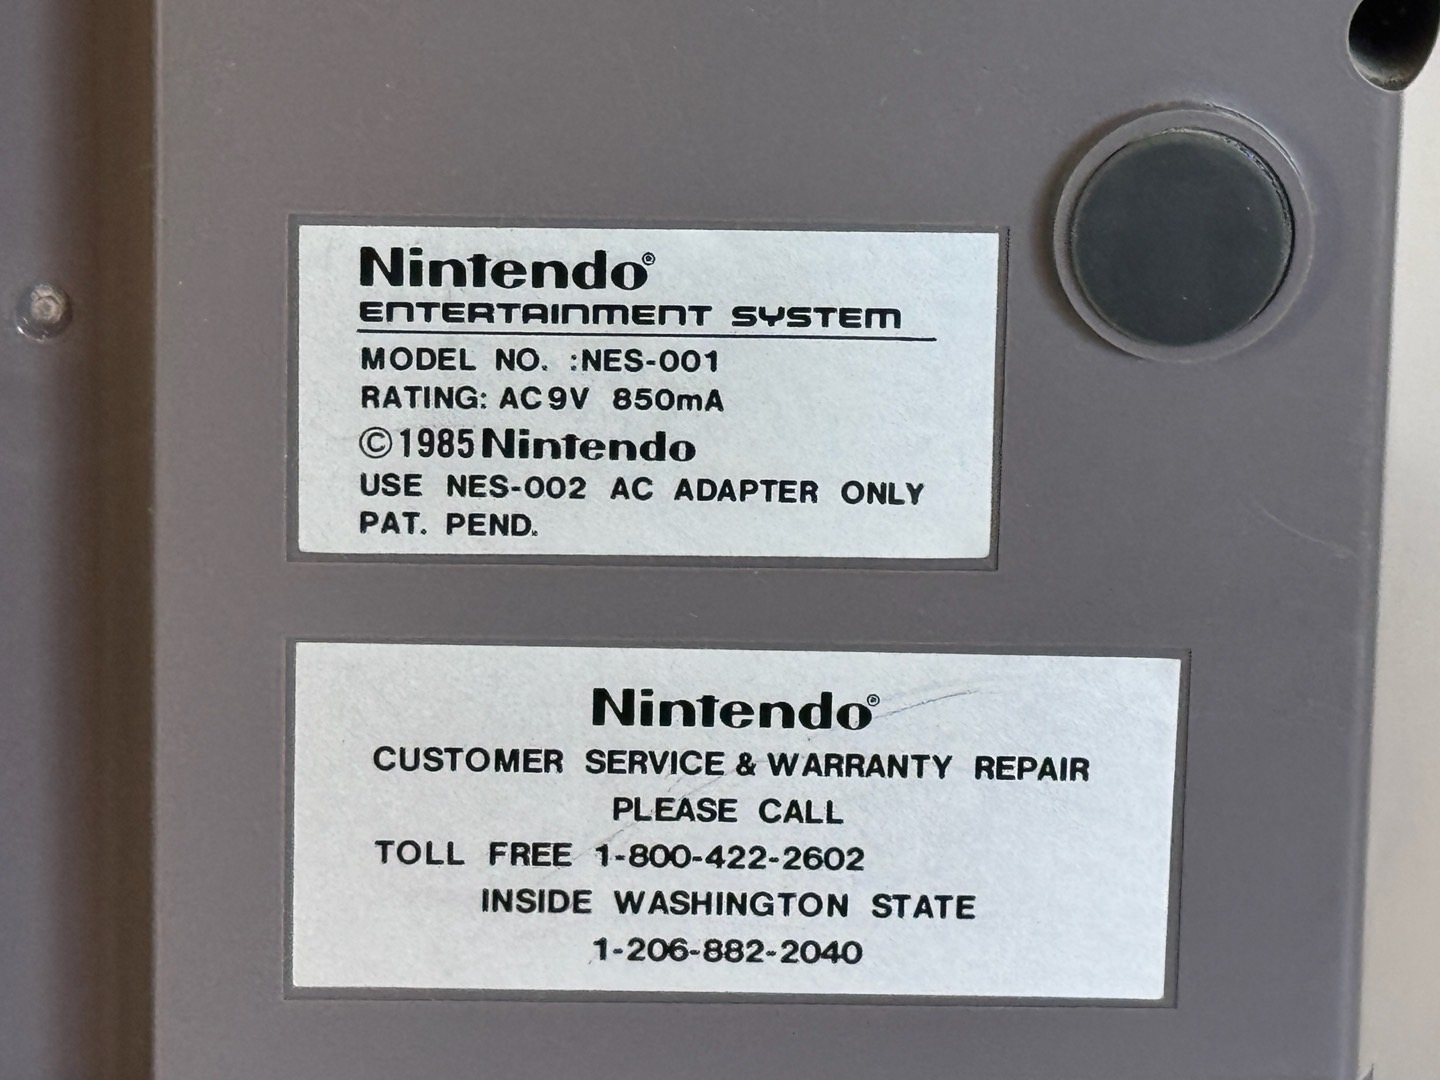 Nintendo®
ENTERTAINMENT SYSTEM
MODEL NO. :NES-001
RATING: AC9V 850mA
©1985 Nintendo
USE NES-002 AC ADAPTER ONLY
PAT. PEND.
Nintendo®
CUSTOMER SERVICE & WARRANTY REPAIR
PLEASE CALL
TOLL FREE 1-800-422-2602
INSIDE WASHINGTON STATE
1-206-882-2040